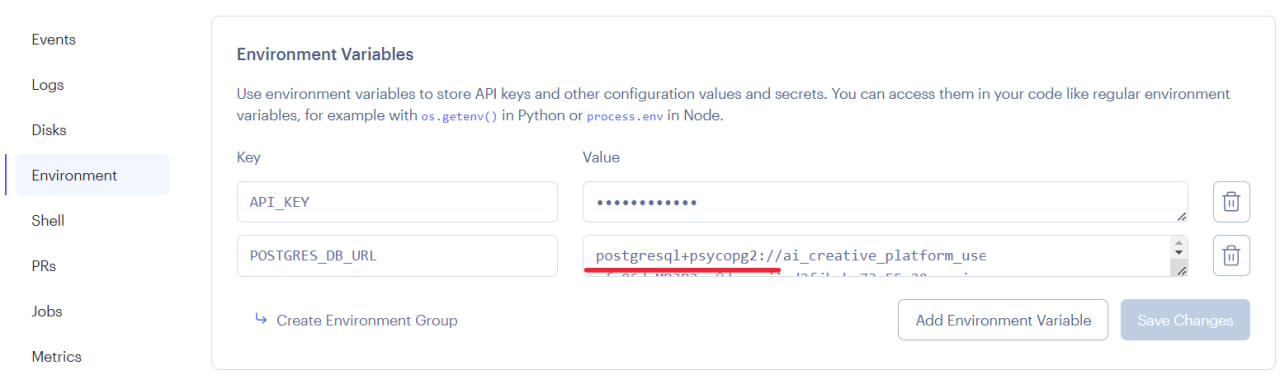 Events
Logs
Disks
Environment
Shell
PRs
Jobs
Metrics
Environment Variables
Use environment variables to store API keys and other configuration values and secrets. You can access them in your code like regular environment
variables, for example with os.getenv() in Python or process.env in Node.
Key Value
API_KEY ••••••••••••
POSTGRES_DB_URL postgresql+psycopg2://ai_creative_platform_use
Create Environment Group
Add Environment Variable
Save Changes